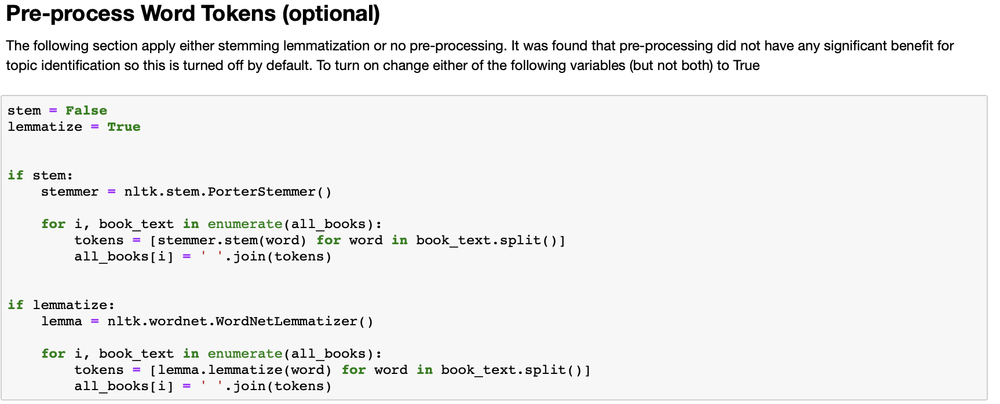 Pre-process Word Tokens (optional)
The following section apply either stemming lemmatization or no pre-processing. It was found that pre-processing did not have any significant benefit for
topic identification so this is turned off by default. To turn on change either of the following variables (but not both) to True
stem = False
lemmatize = True
if stem:
    stemmer = nltk.stem.PorterStemmer()
    for i, book_text in enumerate(all_books):
        tokens = [stemmer.stem(word) for word in book_text.split()]
        all_books[i] = ' '.join(tokens)
if lemmatize:
    lemma = nltk.wordnet.WordNetLemmatizer()
    for i, book_text in enumerate(all_books):
        tokens = [lemma.lemmatize(word) for word in book_text.split()]
        all_books[i] = ' '.join(tokens)